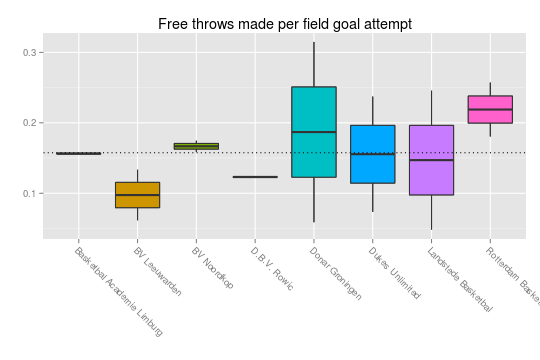 Free throws made per field goal attempt
0.3
0.2
0.1
Basketbal Academie Limburg
BV Leeuwarden
BV Noordkop
D.B.V. Rowic
Donar Groningen
Dukes Unlimited
Landslede Basketbal
Rotterdam Basket